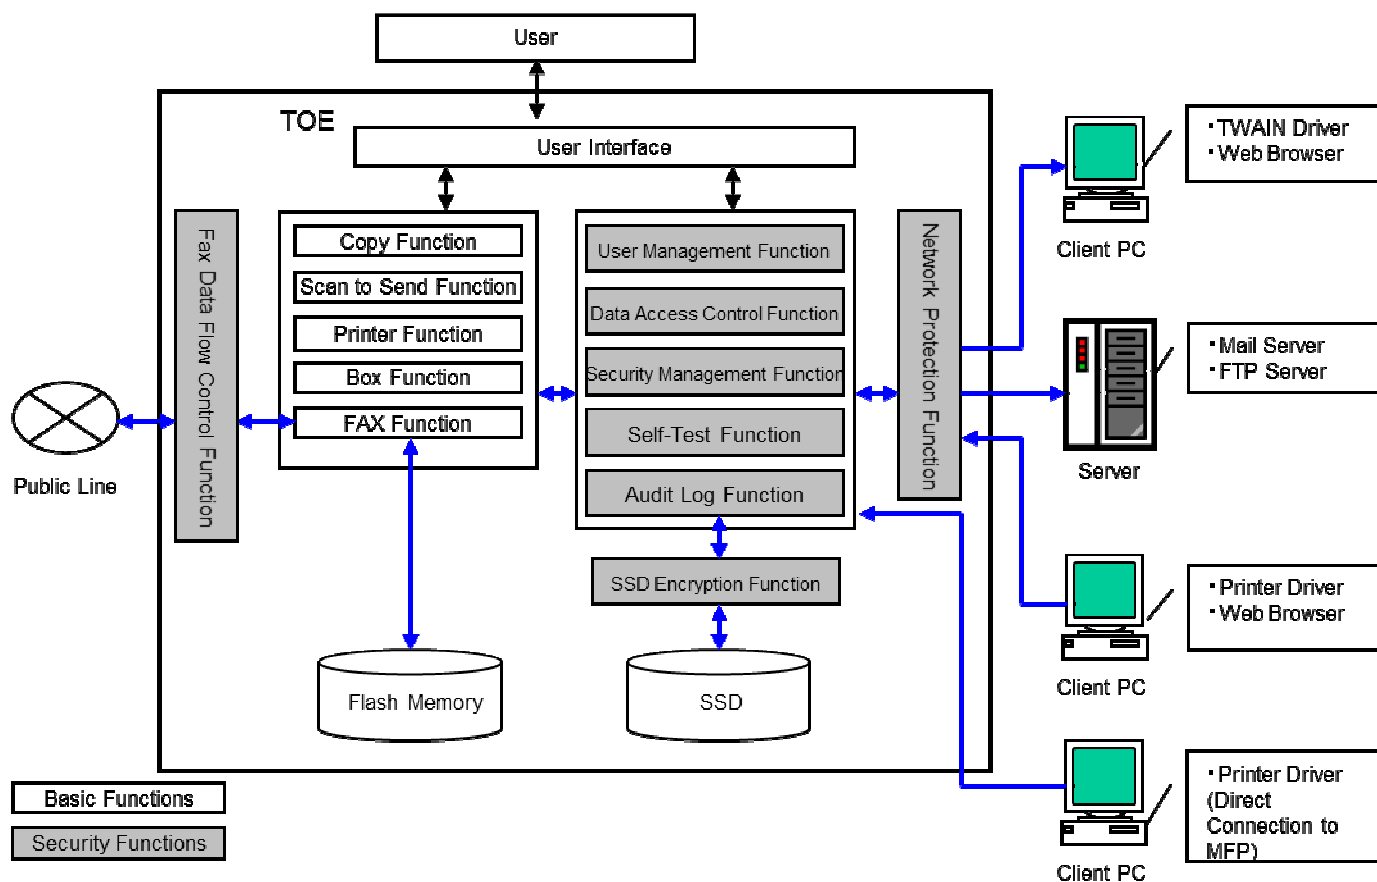 User
TOE
User Interface
Fax Data Flow Control Function
Copy Function
Scan to Send Function
Printer Function
Box Function
FAX Function
User Management Function
Data Access Control Function
Security Management Function
Self-Test Function
Audit Log Function
SSD Encryption Function
Network Protection Function
Flash Memory
SSD
Public Line
・TWAIN Driver
・Web Browser
Client PC
・Mail Server
・FTP Server
Server
・Printer Driver
・Web Browser
Client PC
・Printer Driver
(Direct
Connection to
MFP)
Client PC
Basic Functions
Security Functions